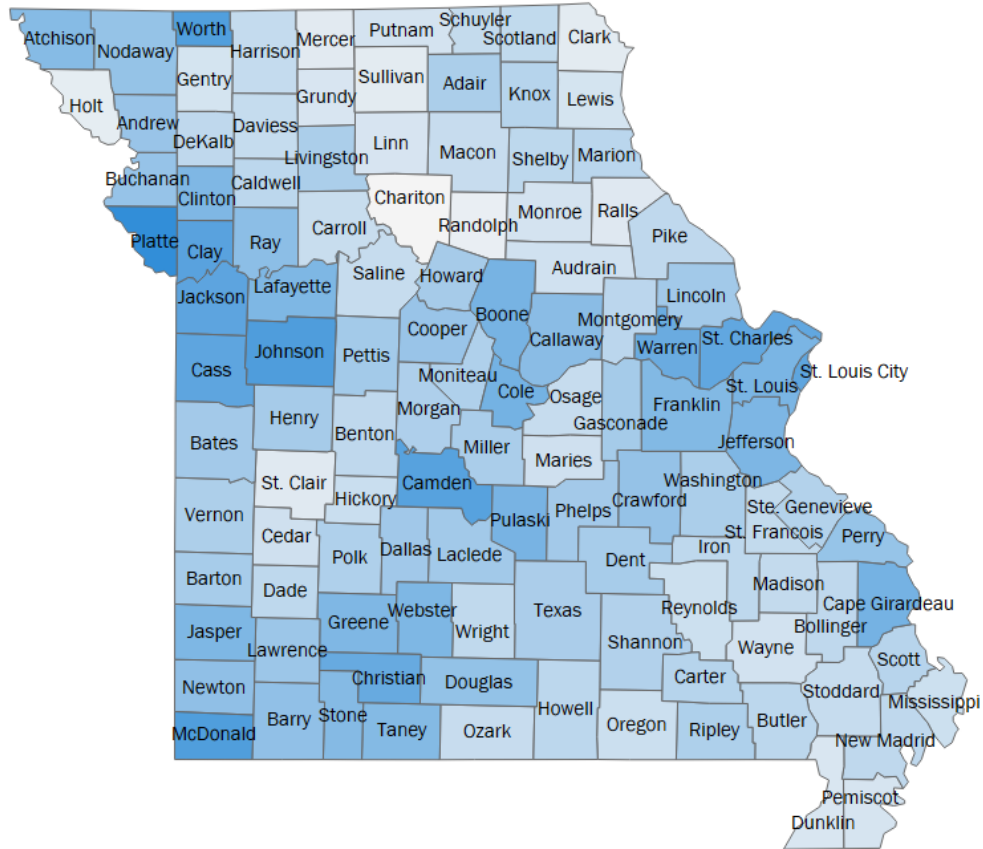 Schuyler
Worth
Putnam
Atchison
Mercer
Scotland
Clark
Nodaway
Harrison
Sullivan
Gentry
Adair
Knox
Grundy
Lewis
Holt
Andrew
Daviess
DeKalb
Linn
Macon
Shelby
Marion
Livingston
Buchanan
Caldwell
Clinton
Chariton
Randolph
Monroe
Ralls
Carroll
Platte
Clay
Ray
Pike
Saline
Howard
Audrain
Jackson
Lafayette
Lincoln
Boone
Montgomery
Cooper
Callaway
Johnson
Pettis
Warren
St. Charles
Cass
Moniteau
St. Louis City
St. Louis
Cole
Osage
Morgan
Franklin
Henry
Gasconade
Benton
Bates
Miller
Jefferson
Maries
St. Clair
Camden
Washington
Hickory
Crawford
Ste. Genevieve
Vernon
Phelps
Pulaski
St. Francois
Cedar
Perry
Iron
Polk
Dallas
Laclede
Dent
Barton
Dade
Madison
Cape Girardeau
Reynolds
Webster
Texas
Greene
Bollinger
Jasper
Wright
Shannon
Wayne
Lawrence
Scott
Christian
Douglas
Carter
Newton
Stoddard
Mississippi
Howell
Stone
Barry
Butler
Oregon
McDonald
Taney
Ozark
Ripley
New Madrid
Pemiscot
Dunklin